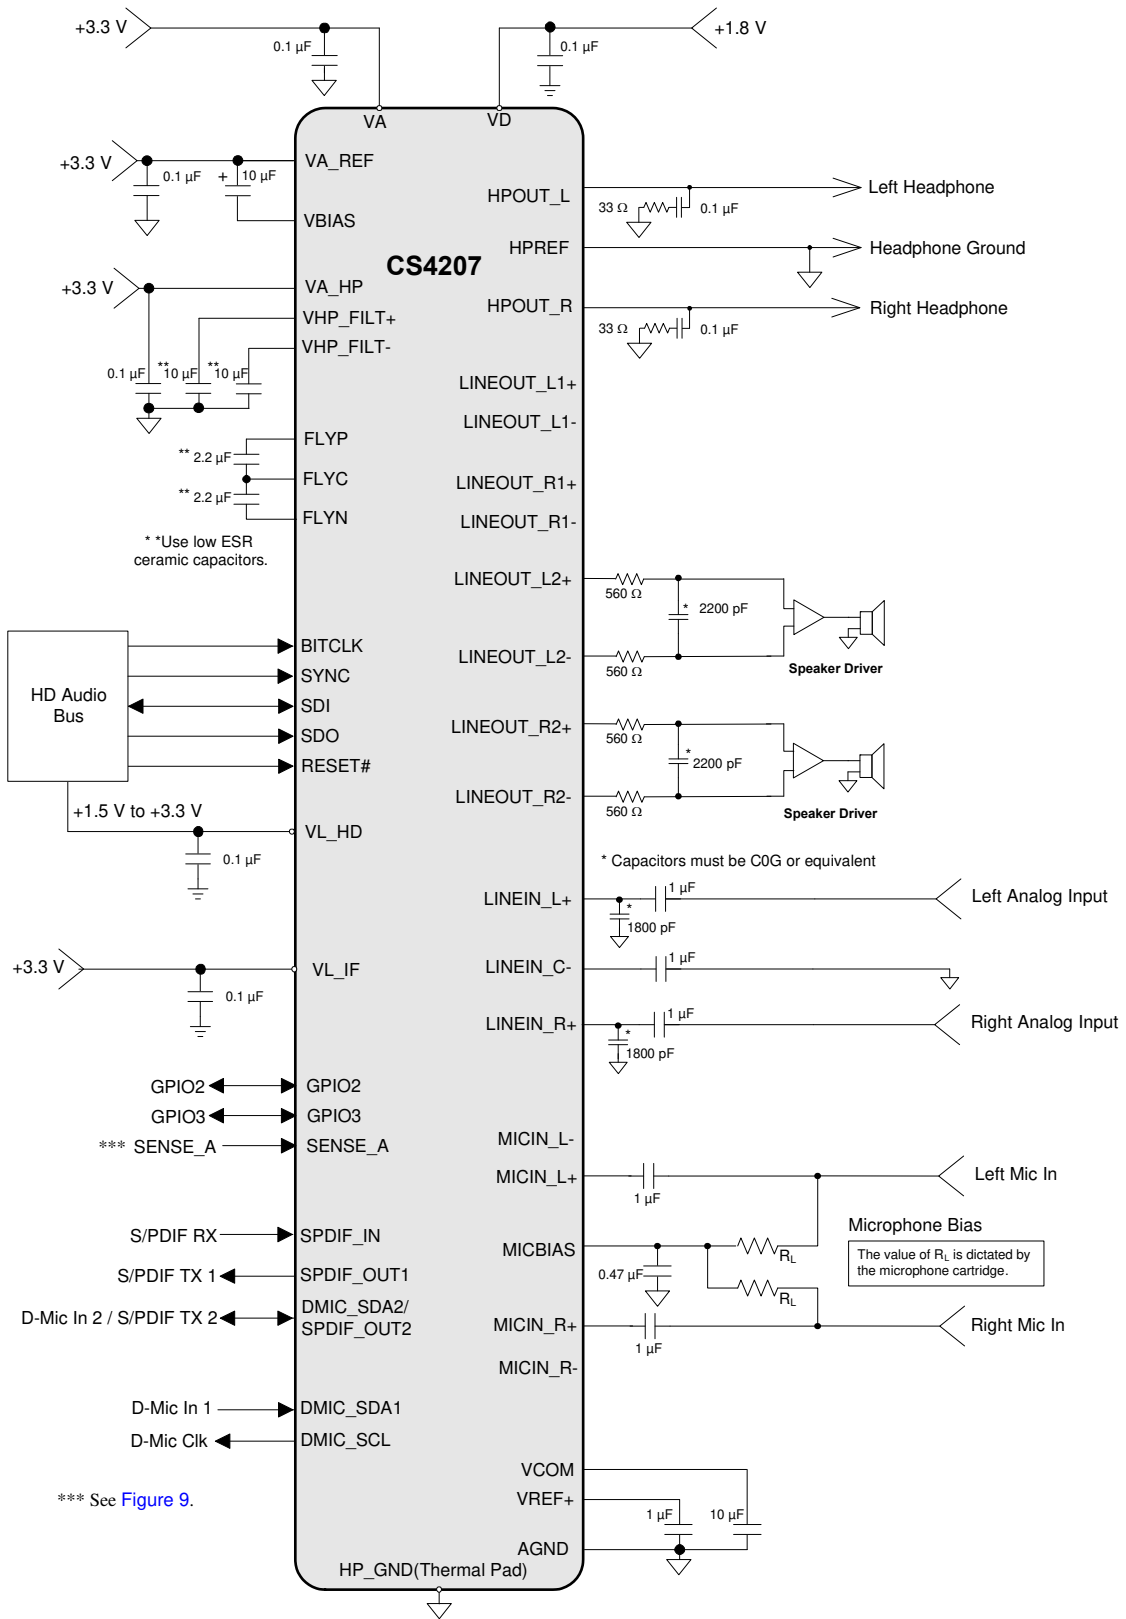 +3.3 V
0.1 µF
0.1 µF
+1.8 V
VA
VD
+3.3 V
0.1 µF
+
10 µF
VA_REF
VBIAS
CS4207
HPOUT_L
33 Ω
0.1 µF
Left Headphone
HPREF
Headphone Ground
+3.3 V
VA_HP
VHP_FILT+
VHP_FILT-
HPOUT_R
33 Ω
0.1 µF
Right Headphone
0.1 µF
**
10 µF
**
10 µF
LINEOUT_L1+
LINEOUT_L1-
FLYP
** 2.2 µF
FLYC
** 2.2 µF
FLYN
LINEOUT_R1+
LINEOUT_R1-
* *Use low ESR
ceramic capacitors.
LINEOUT_L2+
560 Ω
*
2200 pF
LINEOUT_L2-
560 Ω
Speaker Driver
HD Audio
Bus
BITCLK
SYNC
SDI
SDO
RESET#
LINEOUT_R2+
560 Ω
*
2200 pF
LINEOUT_R2-
560 Ω
Speaker Driver
+1.5 V to +3.3 V
VL_HD
0.1 µF
* Capacitors must be C0G or equivalent
LINEIN_L+
1 µF
*
1800 pF
Left Analog Input
LINEIN_C-
1 µF
+3.3 V
VL_IF
0.1 µF
LINEIN_R+
1 µF
*
1800 pF
Right Analog Input
GPIO2
GPIO2
GPIO3
GPIO3
*** SENSE_A
SENSE_A
MICIN_L-
MICIN_L+
1 µF
Left Mic In
S/PDIF RX
SPDIF_IN
MICBIAS
0.47 µF
RL
RL
Microphone Bias
The value of RL is dictated by
the microphone cartridge.
S/PDIF TX 1
SPDIF_OUT1
D-Mic In 2 / S/PDIF TX 2
DMIC_SDA2/
SPDIF_OUT2
MICIN_R+
1 µF
Right Mic In
MICIN_R-
D-Mic In 1
DMIC_SDA1
D-Mic Clk
DMIC_SCL
VCOM
VREF+
1 µF
10 µF
AGND
*** See Figure 9.
HP_GND(Thermal Pad)